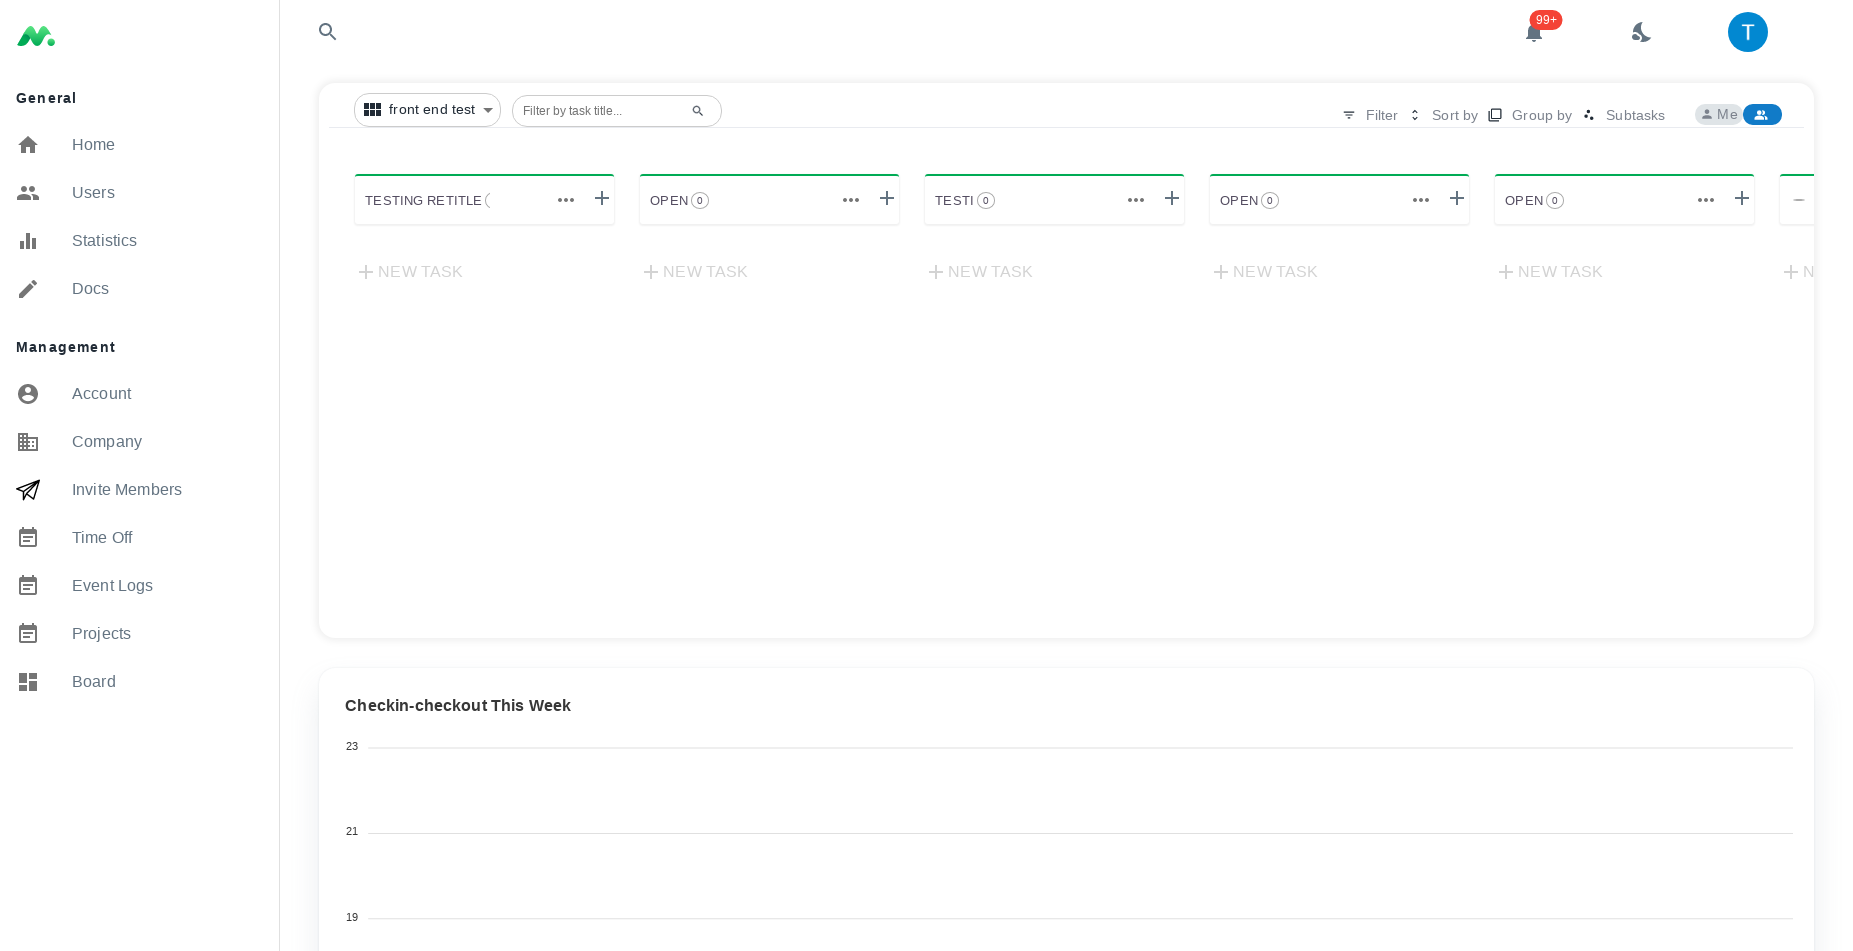 99+
T
General
Home
Users
Statistics
Docs
Management
Account
Company
Invite Members
Time Off
Event Logs
Projects
Board
front end test
Filter by task title...
Filter
Sort by
Group by
Subtasks
Me
TESTING RETITLE
OPEN 0
TESTI 0
OPEN 0
OPEN 0
NEW TASK
NEW TASK
NEW TASK
NEW TASK
NEW TASK
N
Checkin-checkout This Week
23
21
19